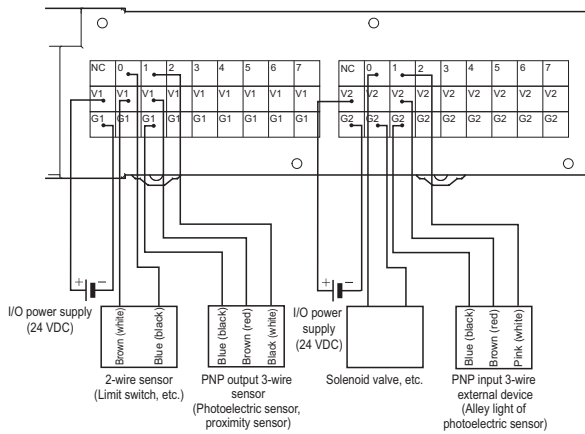 NC 0 1 2 3 4 5 6 7
V1 V1 V1 V1 V1 V1 V1 V1 V1
G1 G1 G1 G1 G1 G1 G1 G1 G1
NC 0 1 2 3 4 5 6 7
V2 V2 V2 V2 V2 V2 V2 V2 V2
G2 G2 G2 G2 G2 G2 G2 G2 G2
+ −
I/O power supply
(24 VDC)
Brown (white)
Blue (black)
2-wire sensor
(Limit switch, etc.)
Blue (black)
Brown (red)
Black (white)
PNP output 3-wire
sensor
(Photoelectric sensor,
proximity sensor)
+ −
I/O power
supply
(24 VDC)
Solenoid valve, etc.
Blue (black)
Brown (red)
Pink (white)
PNP input 3-wire
external device
(Alley light of
photoelectric sensor)